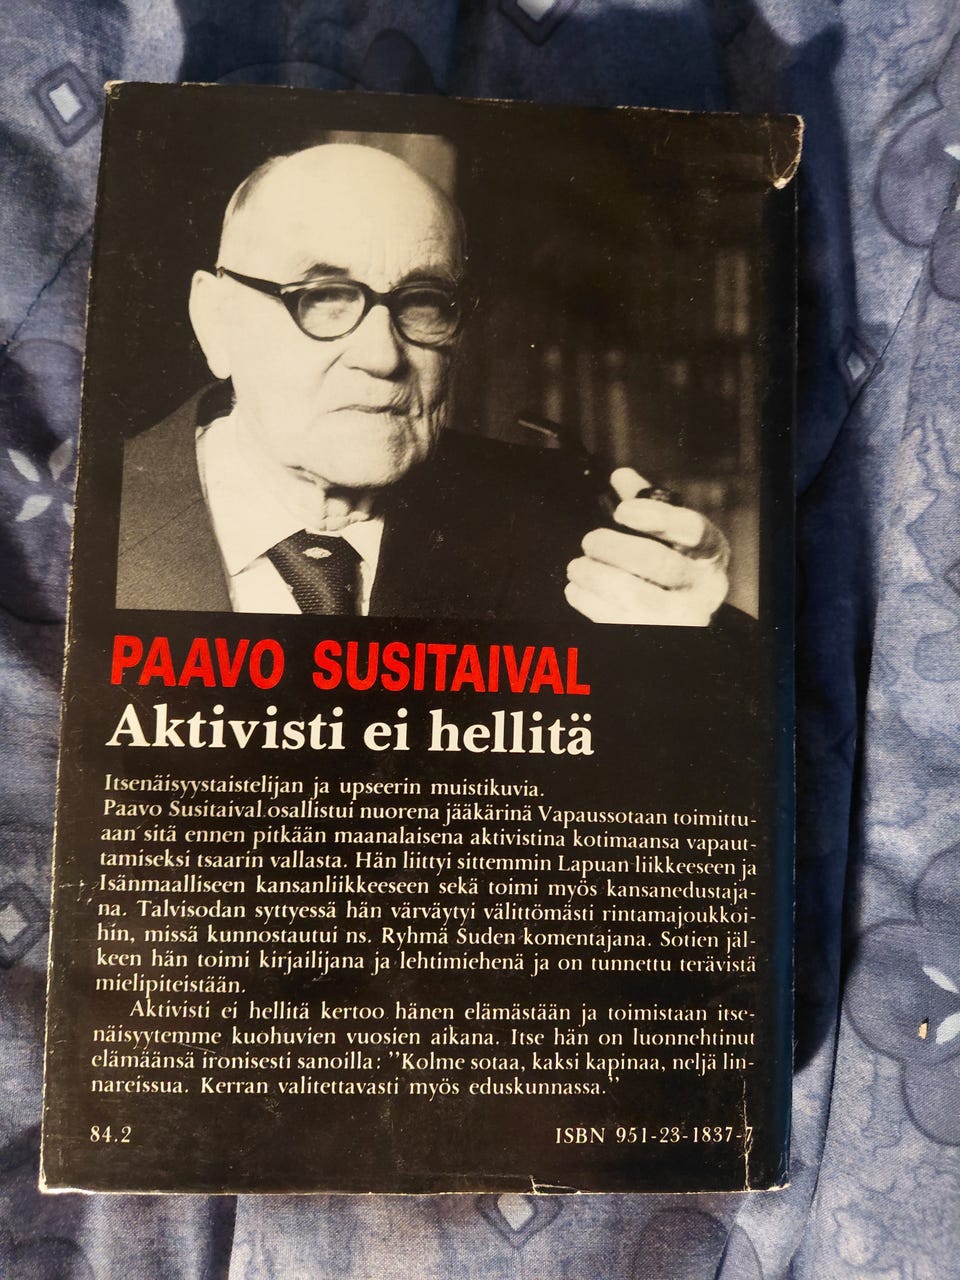 PAAVO SUSITAIVAL
Aktivisti ei hellitä
Itsenäisyystaistelijan ja upseerin muistikuvia.
Paavo Susitaival osallistui nuorena jääkärinä Vapaussotaan toimittu-
aan sitä ennen pitkään maanalaisena aktivistina kotimaansa vapaut-
tamiseksi tsaarin vallasta. Hän liittyi sittemmin Lapuan liikkeeseen ja
Isänmaalliseen kansanliikkeeseen sekä toimi myös kansanedustaja-
na. Talvisodan syttyessä hän värväytyi välittömästi rintamajoukkoi-
hin, missä kunnostautui ns. Ryhmä Suden komentajana. Sotien jäl-
keen hän toimi kirjailijana ja lehtimiehenä ja on tunnettu terävistä
mielipiteistään.
Aktivisti ei hellitä kertoo hänen elämästään ja toimistaan itse-
näisyytemme kuohuvien vuosien aikana. Itse hän on luonnehtinut
elämäänsä ironisesti sanoilla: "Kolme sotaa, kaksi kapinaa, neljä lin-
nareissua. Kerran valitettavasti myös eduskunnassa."
84.2
ISBN 951-23-1837-7